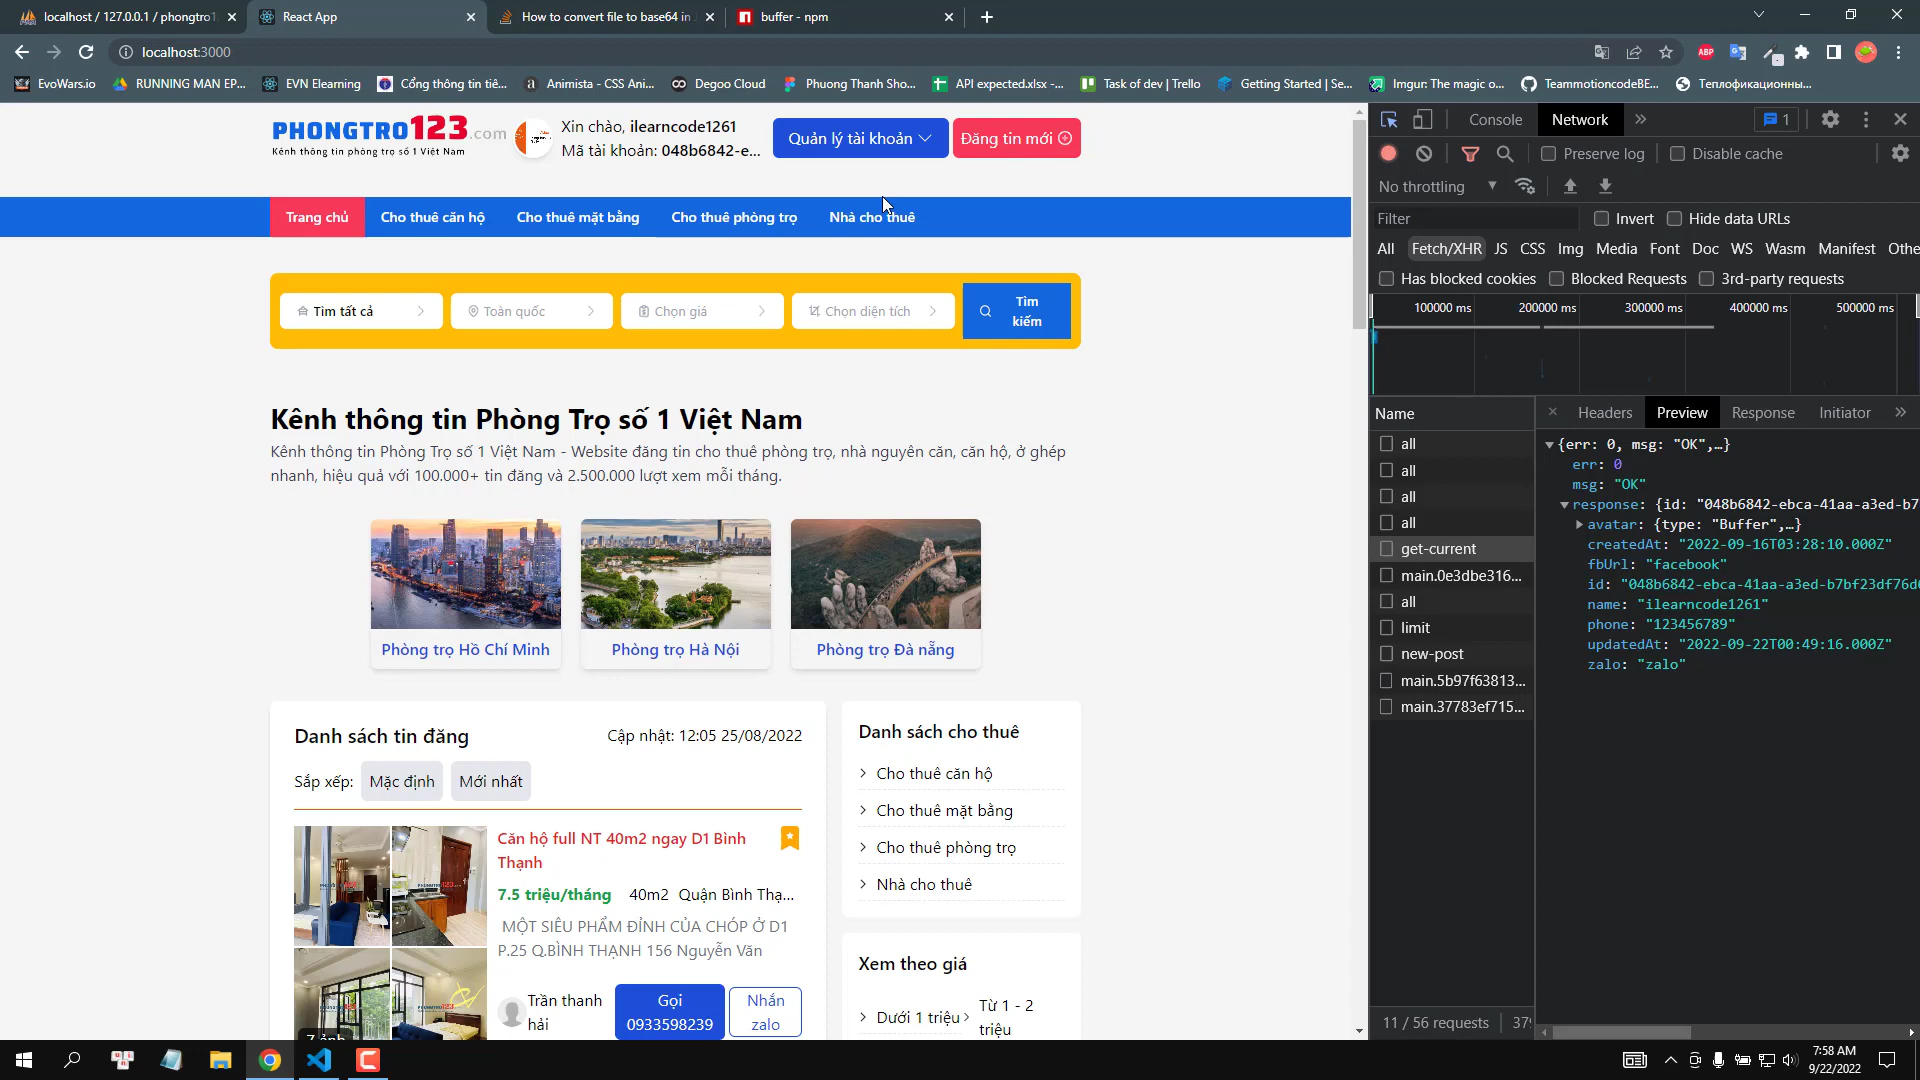 localhost / 127.0.0.1 / phongtro1
React App
How to convert file to base64 in
buffer - npm
localhost:3000
EvoWars.io
RUNNING MAN EP...
EVN Elearning
Cổng thông tin tiê...
Animista - CSS Ani...
Degoo Cloud
Phuong Thanh Sho...
API expected.xlsx -...
Task of dev | Trello
Getting Started | Se...
Imgur: The magic o...
TeammotioncodeBE...
Теплофикационны...
PHONGTRO123.com
Kênh thông tin phòng trọ số 1 Việt Nam
Xin chào, ilearncode1261
Mã tài khoản: 048b6842-e...
Quản lý tài khoản
Đăng tin mới
Trang chủ
Cho thuê căn hộ
Cho thuê mặt bằng
Cho thuê phòng trọ
Nhà cho thuê
Tìm tất cả
Toàn quốc
Chọn giá
Chọn diện tích
Tìm
kiếm
Kênh thông tin Phòng Trọ số 1 Việt Nam
Kênh thông tin Phòng Trọ số 1 Việt Nam - Website đăng tin cho thuê phòng trọ, nhà nguyên căn, căn hộ, ở ghép
nhanh, hiệu quả với 100.000+ tin đăng và 2.500.000 lượt xem mỗi tháng.
Phòng trọ Hồ Chí Minh
Phòng trọ Hà Nội
Phòng trọ Đà nẵng
Danh sách tin đăng
Cập nhật: 12:05 25/08/2022
Sắp xếp:
Mặc định
Mới nhất
Căn hộ full NT 40m2 ngay D1 Bình
Thạnh
7.5 triệu/tháng
40m2
Quận Bình Thạ...
MỘT SIÊU PHẨM ĐỈNH CỦA CHÓP Ở D1
P.25 Q.BÌNH THẠNH 156 Nguyễn Văn
Trần thanh
hải
Gọi
0933598239
Nhắn
zalo
7 ảnh
Danh sách cho thuê
Cho thuê căn hộ
Cho thuê mặt bằng
Cho thuê phòng trọ
Nhà cho thuê
Xem theo giá
Dưới 1 triệu
Từ 1 - 2
triệu
Console
Network
1
Preserve log
Disable cache
No throttling
Filter
Invert
Hide data URLs
All
Fetch/XHR
JS
CSS
Img
Media
Font
Doc
WS
Wasm
Manifest
Othe
Has blocked cookies
Blocked Requests
3rd-party requests
100000 ms
200000 ms
300000 ms
400000 ms
500000 ms
Name
all
all
all
all
get-current
main.0e3dbe316...
all
limit
new-post
main.5b97f63813...
main.37783ef715...
Headers
Preview
Response
Initiator
{err: 0, msg: "OK",…}
err: 0
msg: "OK"
response: {id: "048b6842-ebca-41aa-a3ed-b7
avatar: {type: "Buffer",…}
createdAt: "2022-09-16T03:28:10.000Z"
fbUrl: "facebook"
id: "048b6842-ebca-41aa-a3ed-b7bf23df76d
name: "ilearncode1261"
phone: "123456789"
updatedAt: "2022-09-22T00:49:16.000Z"
zalo: "zalo"
11 / 56 requests
7:58 AM
9/22/2022